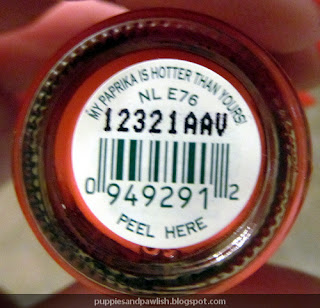 MY PAPRIKA IS HOTTER THAN YOURS!
NL E76
12321AAV
0 949291 2
PEEL HERE
puppiesandpawlish.blogspot.com